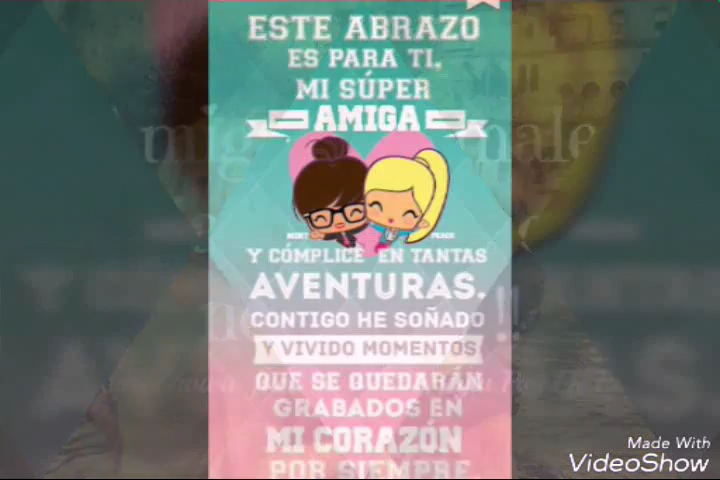 ESTE ABRAZO
ES PARA TI,
MI SÚPER
AMIGA
Y CÓMPLICE EN TANTAS
AVENTURAS.
CONTIGO HE SOÑADO
Y VIVIDO MOMENTOS
QUE SE QUEDARÁN
GRABADOS EN
MI CORAZÓN
POR SIEMPRE.
Made With
VideoShow